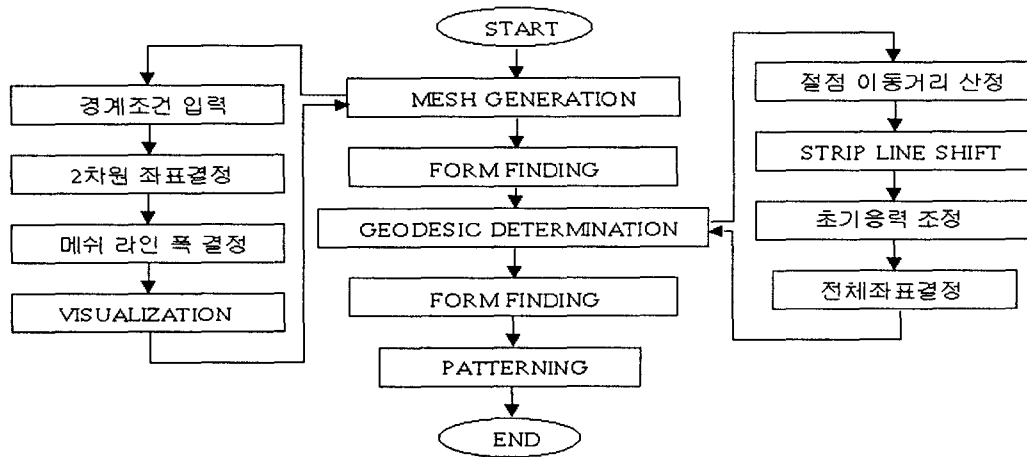 START
MESH GENERATION
FORM FINDING
GEODESIC DETERMINATION
FORM FINDING
PATTERNING
END
경계조건 입력
2차원 좌표결정
메쉬 라인 폭 결정
VISUALIZATION
절점 이동거리 산정
STRIP LINE SHIFT
초기응력 조정
전체좌표결정